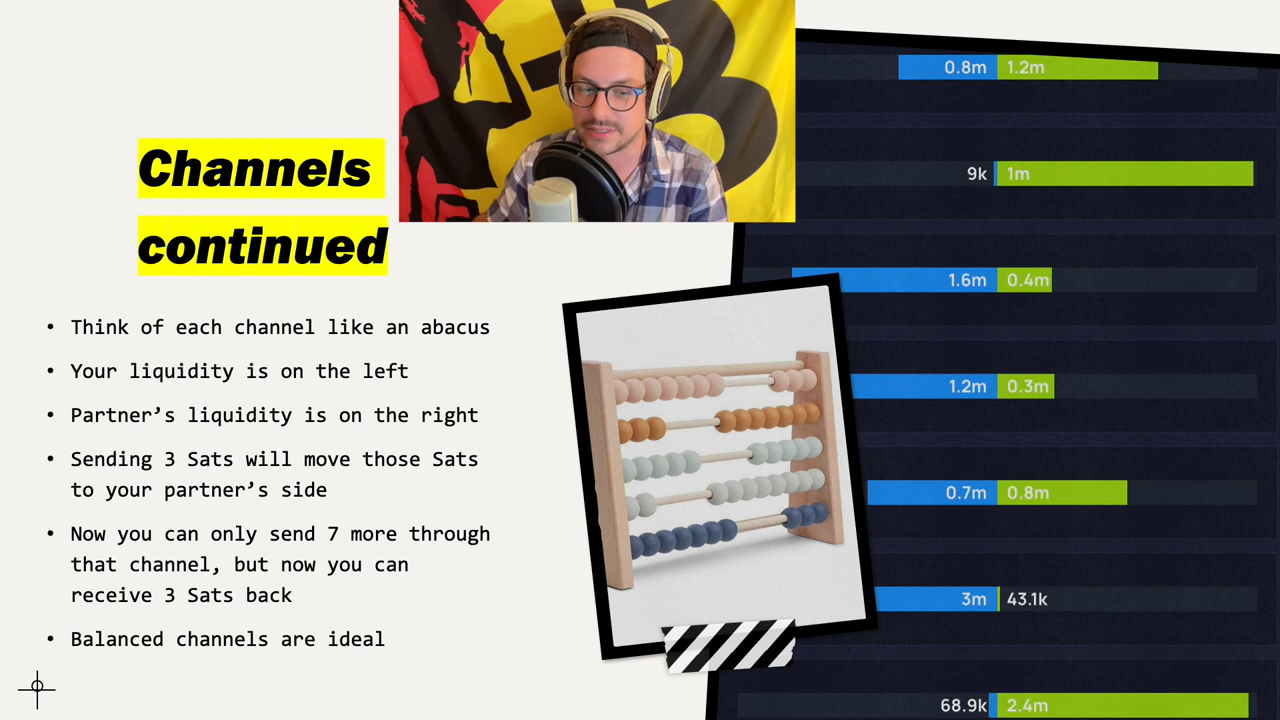 Channels
continued
• Think of each channel like an abacus
• Your liquidity is on the left
• Partner’s liquidity is on the right
• Sending 3 Sats will move those Sats
to your partner’s side
• Now you can only send 7 more through
that channel, but now you can
receive 3 Sats back
• Balanced channels are ideal
0.8m 1.2m
9k 1m
1.6m 0.4m
1.2m 0.3m
0.7m 0.8m
3m 43.1k
68.9k 2.4m